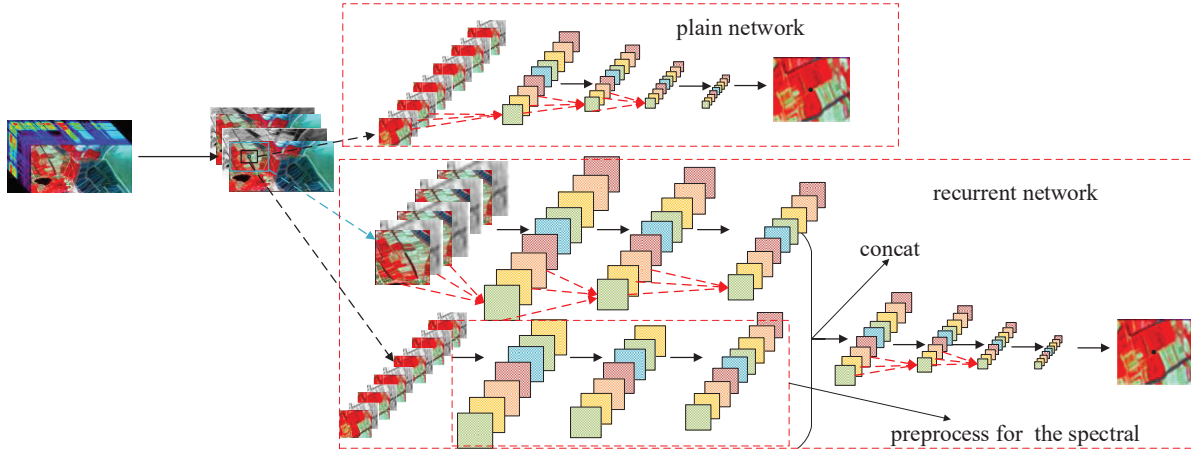 plain network
recurrent network
concat
preprocess for the spectral